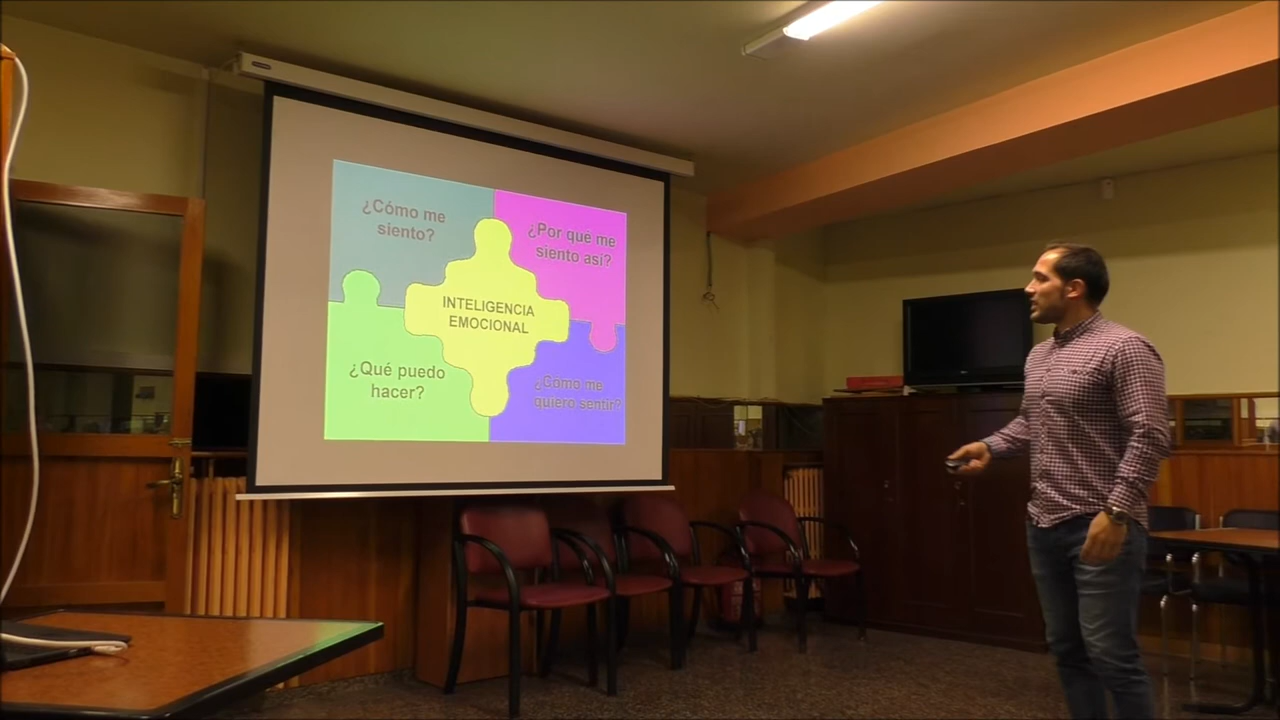 ¿Cómo me
siento?
¿Por qué me
siento así?
INTELIGENCIA
EMOCIONAL
¿Qué puedo
hacer?
¿Cómo me
quiero sentir?